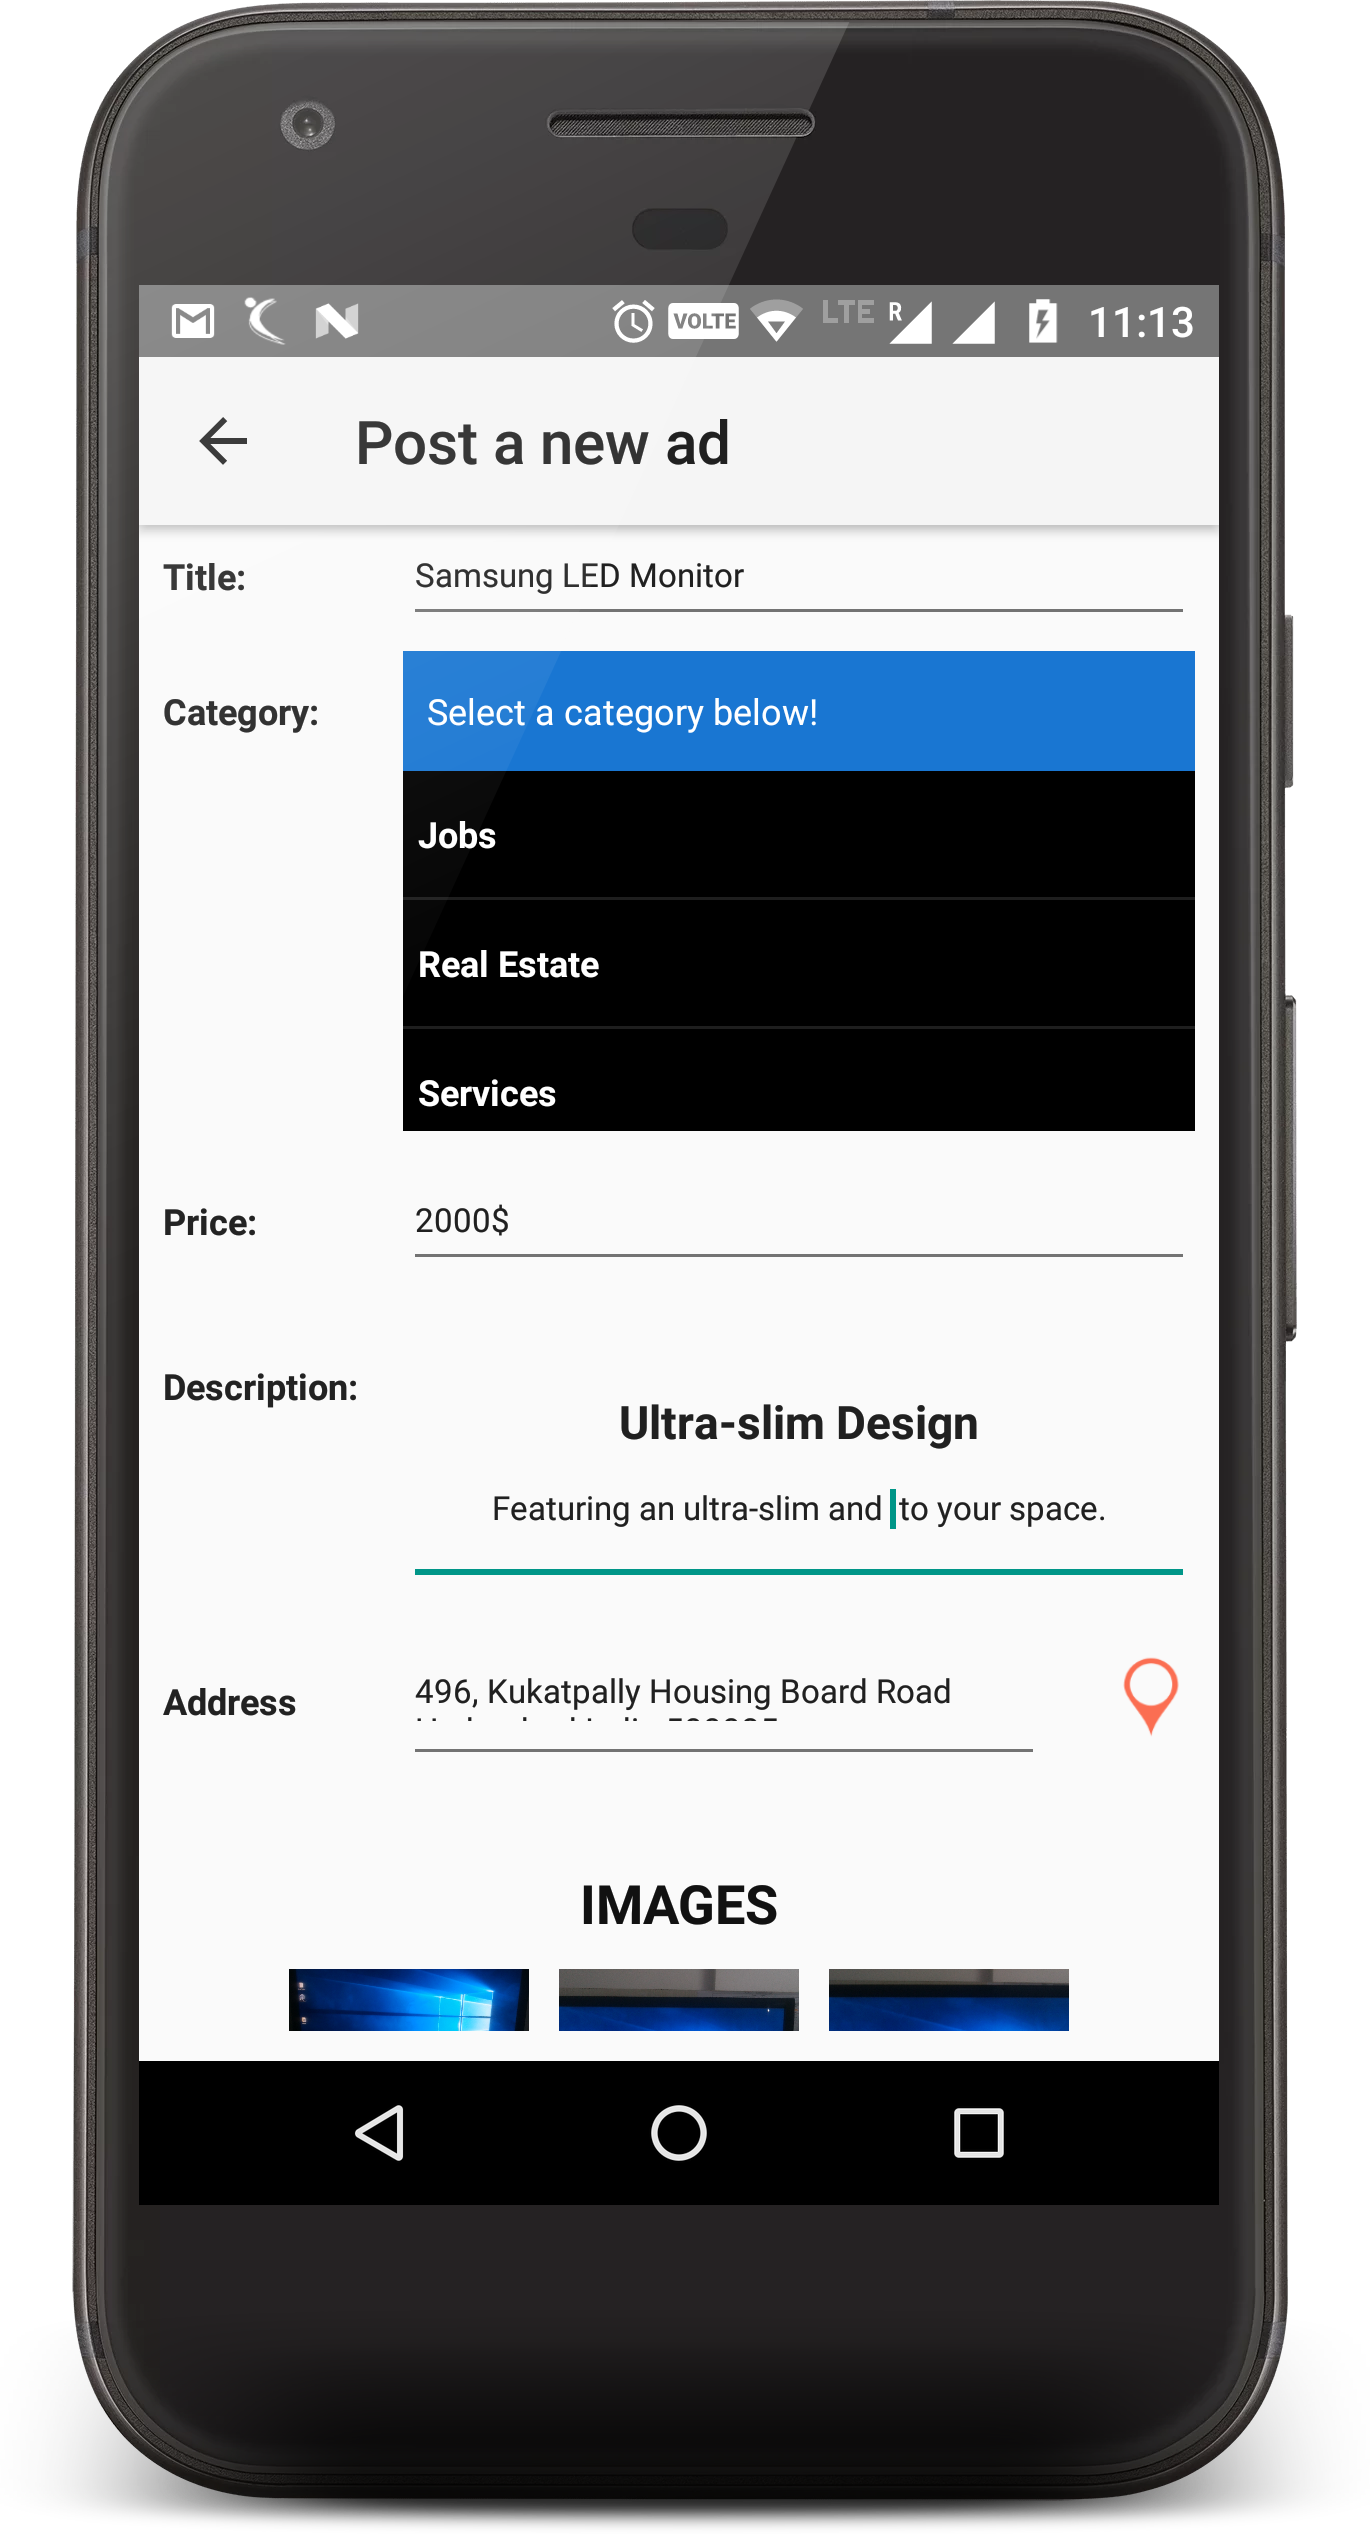 VOLTE LTE R 11:13
Post a new ad
Title: Samsung LED Monitor
Category: Select a category below!
Jobs
Real Estate
Services
Price: 2000$
Description:
Ultra-slim Design
Featuring an ultra-slim and to your space.
Address 496, Kukatpally Housing Board Road
IMAGES